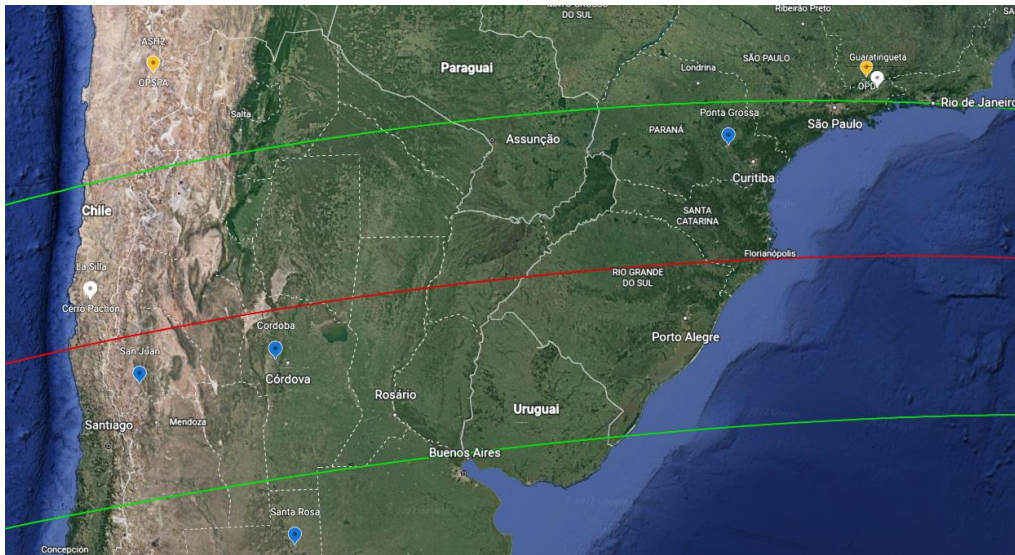 MATO GROSSO
DO SUL
Ribeirão Preto
SA
ASH2
OPSPA
Paraguai
Londrina
SÃO PAULO
Guaratinguetá
OPD
Rio de Janeiro
Salta
Ponta Grossa
São Paulo
Assunção
PARANÁ
Curitiba
Chile
SANTA
CATARINA
Florianópolis
La Silla
RIO GRANDE
DO SUL
Cerro Pachón
Cordoba
Porto Alegre
San Juan
Córdova
Rosário
Uruguai
Mendoza
Santiago
Buenos Aires
Santa Rosa
Concepción